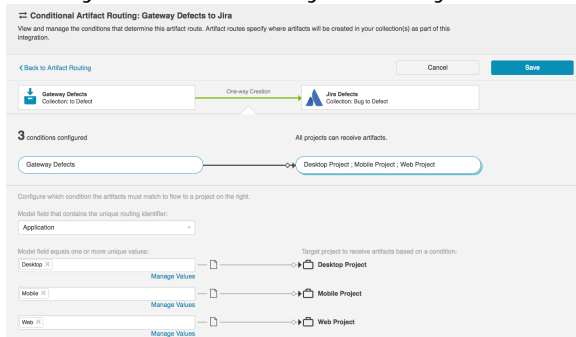 Conditional Artifact Routing: Gateway Defects to Jira
View and manage the conditions that determine this artifact route. Artifact routes specify where artifacts will be created in your collection(s) as part of this
integration.
Back to Artifact Routing
Cancel
Save
Gateway Defects
Collection: to Defect
One-way Creation
Jira Defects
Collection: Bug to Defect
3 conditions configured
All projects can receive artifacts.
Gateway Defects
Desktop Project ; Mobile Project ; Web Project
Configure which condition the artifacts must match to flow to a project on the right.
Model field that contains the unique routing identifier:
Application
Model field equals one or more unique values:
Target project to receive artifacts based on a condition:
Desktop
Desktop Project
Manage Values
Mobile
Mobile Project
Manage Values
Web
Web Project
Manage Values